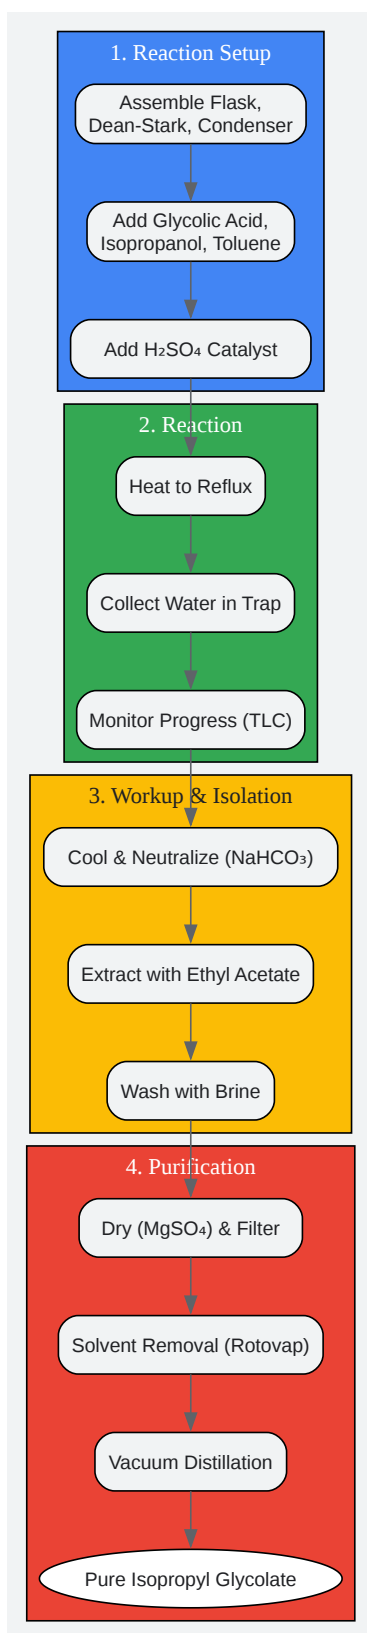 1. Reaction Setup
Assemble Flask,
Dean-Stark, Condenser
Add Glycolic Acid,
Isopropanol, Toluene
Add H₂SO₄ Catalyst
2. Reaction
Heat to Reflux
Collect Water in Trap
Monitor Progress (TLC)
3. Workup & Isolation
Cool & Neutralize (NaHCO₃)
Extract with Ethyl Acetate
Wash with Brine
4. Purification
Dry (MgSO₄) & Filter
Solvent Removal (Rotovap)
Vacuum Distillation
Pure Isopropyl Glycolate